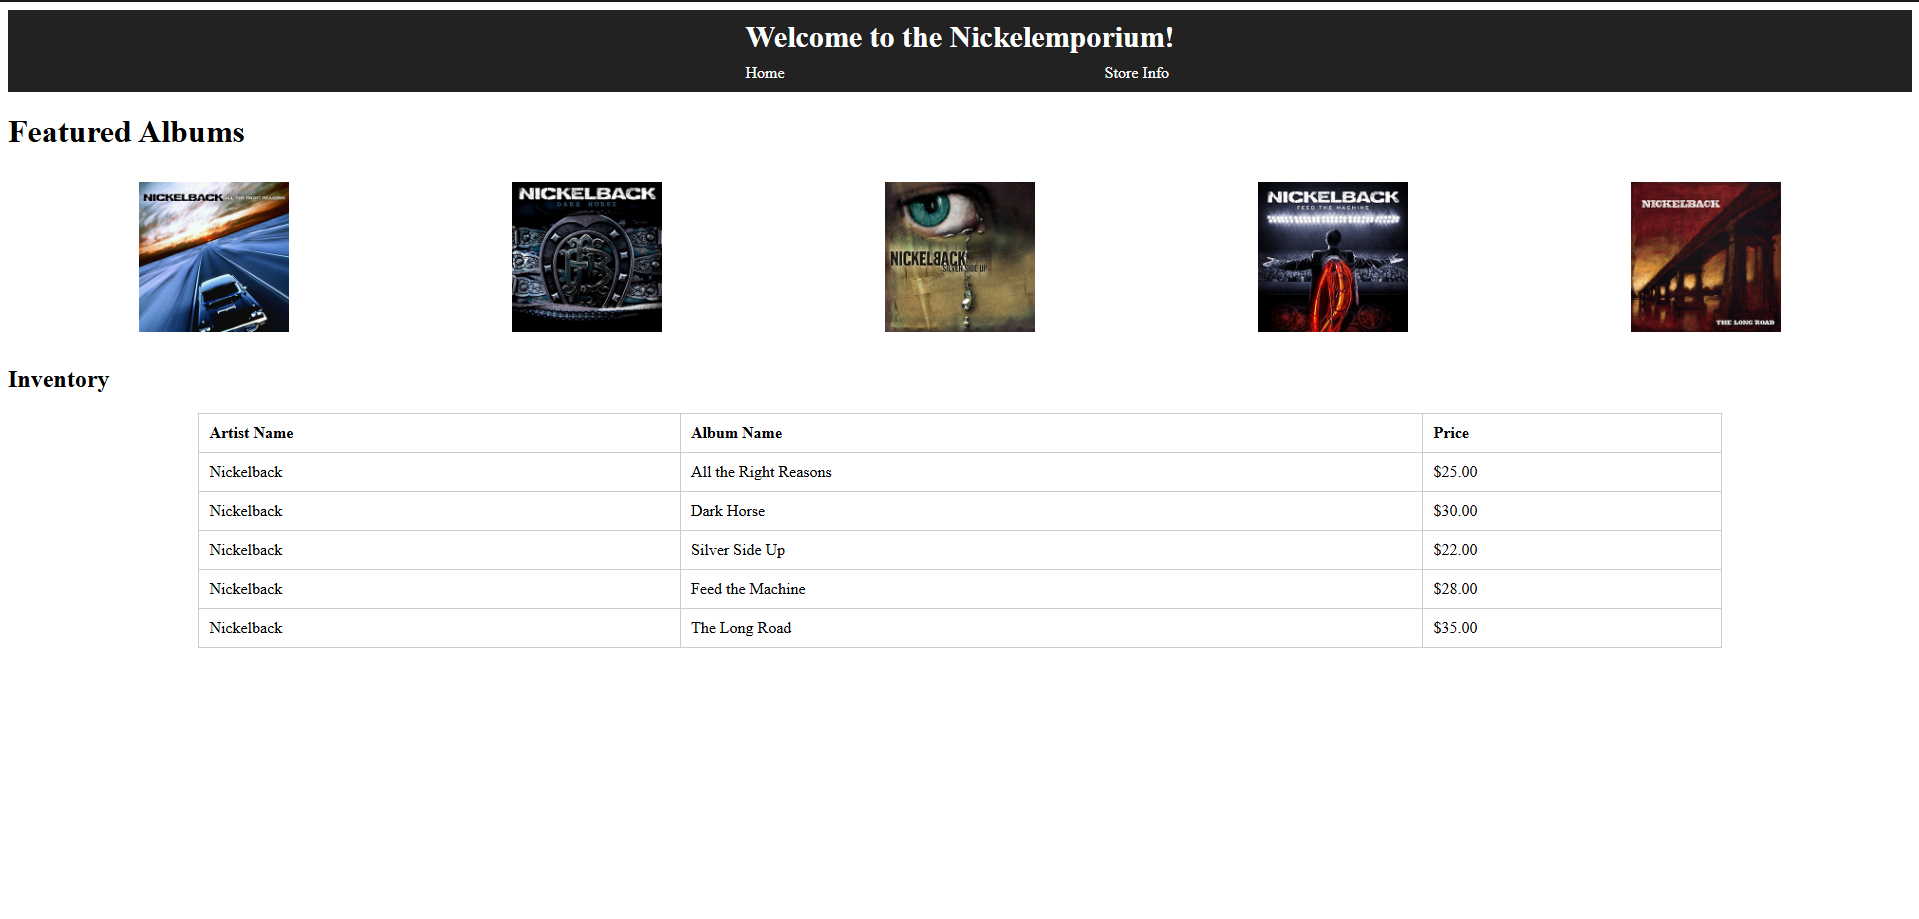 Welcome to the Nickelemporium!
Home Store Info
Featured Albums
NICKELBACK ALL THE RIGHT REASONS
NICKELBACK
DARK HORSE
NICKELBACK
SILVER SIDE UP
NICKELBACK
FEED THE MACHINE
NICKELBACK
THE LONG ROAD
Inventory
Artist Name Album Name Price
Nickelback All the Right Reasons $25.00
Nickelback Dark Horse $30.00
Nickelback Silver Side Up $22.00
Nickelback Feed the Machine $28.00
Nickelback The Long Road $35.00